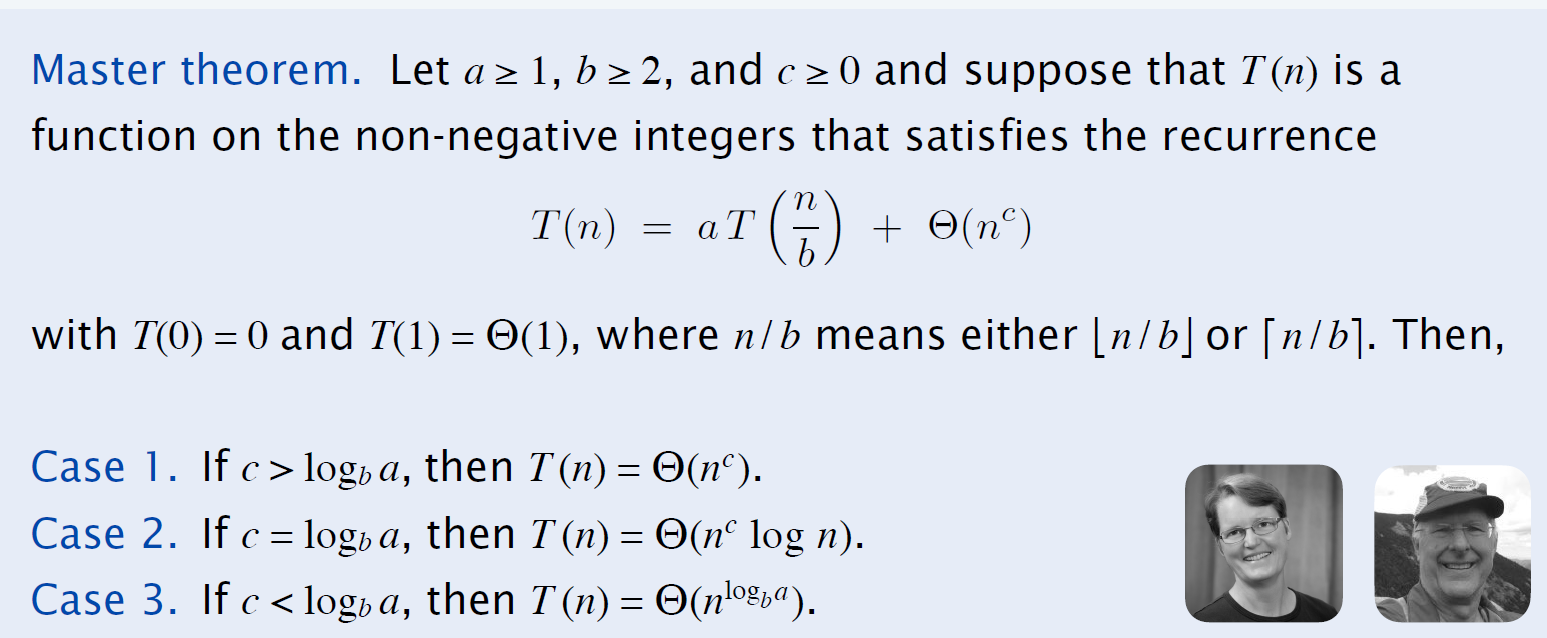 Master theorem. Let a ≥ 1, b ≥ 2, and c ≥ 0 and suppose that T (n) is a
function on the non-negative integers that satisfies the recurrence
T(n) = a T (n/b) + Θ(n^c)
with T(0) = 0 and T(1) = Θ(1), where n / b means either ⌊n / b⌋ or ⌈n / b⌉. Then,
Case 1. If c > log_b a, then T (n) = Θ(n^c).
Case 2. If c = log_b a, then T (n) = Θ(n^c log n).
Case 3. If c < log_b a, then T (n) = Θ(n^{log_b a}).